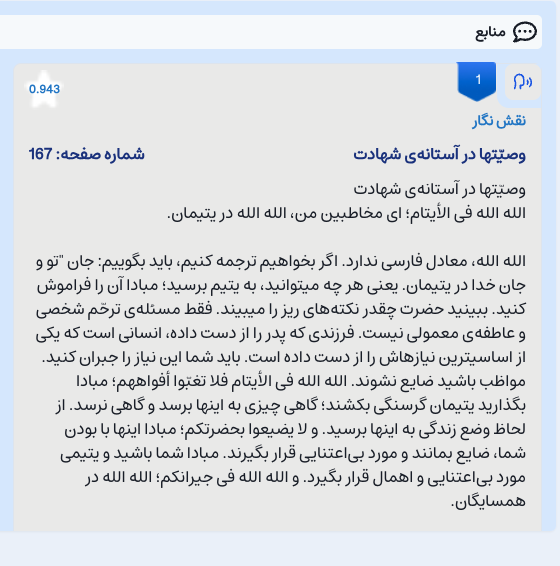 منابع
1
0.943
نقش نگار
وصیّتها در آستانه‌ی شهادت
شماره صفحه: 167
وصیّتها در آستانه‌ی شهادت
الله الله فی الأیتام؛ ای مخاطبین من، الله الله در یتیمان.
الله الله، معادل فارسی ندارد. اگر بخواهیم ترجمه کنیم، باید بگوییم: جان "تو و
جان خدا در یتیمان. یعنی هر چه میتوانید، به یتیم برسید؛ مبادا آن را فراموش
کنید. ببینید حضرت چقدر نکته‌های ریز را میبیند. فقط مسئله‌ی ترحّم شخصی
و عاطفه‌ی معمولی نیست. فرزندی که پدر را از دست داده، انسانی است که یکی
از اساسیترین نیازهاش را از دست داده است. باید شما این نیاز را جبران کنید.
مواظب باشید ضایع نشوند. الله الله فی الأیتام فلا تغبّوا أفواههم؛ مبادا
بگذارید یتیمان گرسنگی بکشند؛ گاهی چیزی به اینها برسد و گاهی نرسد. از
لحاظ وضع زندگی به اینها برسید. و لا یضیعوا بحضرتکم؛ مبادا اینها با بودن
شما، ضایع بمانند و مورد بی‌اعتنایی قرار بگیرند. مبادا شما باشید و یتیمی
مورد بی‌اعتنایی و اهمال قرار بگیرد. و الله الله فی جیرانکم؛ الله الله در
همسایگان.